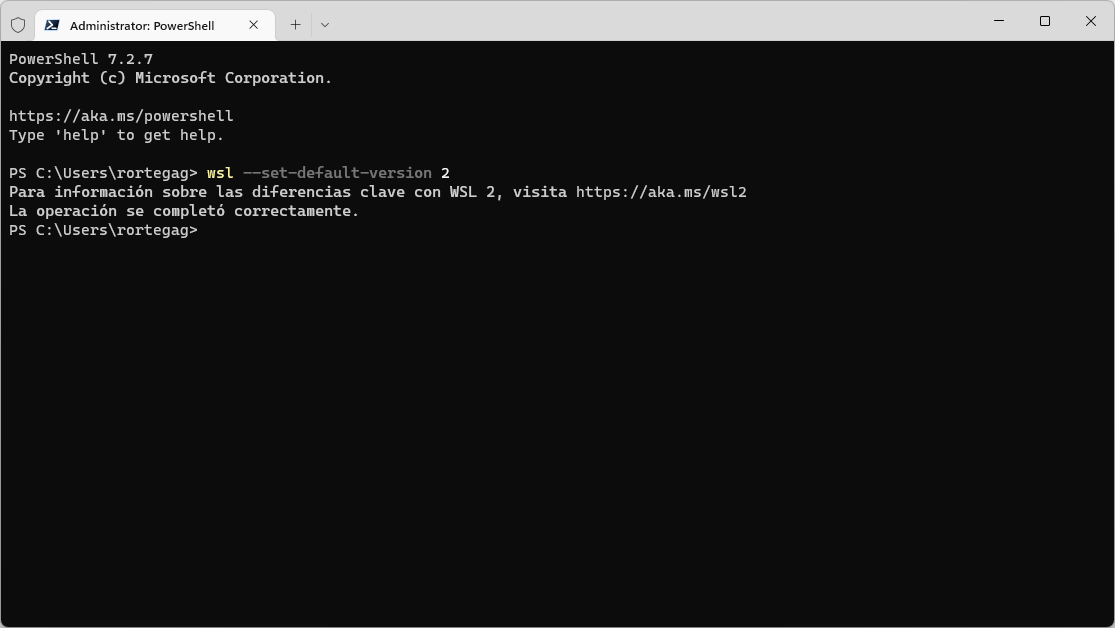 Administrator: PowerShell
PowerShell 7.2.7
Copyright (c) Microsoft Corporation.
https://aka.ms/powershell
Type 'help' to get help.
PS C:\Users\rortegag> wsl --set-default-version 2
Para información sobre las diferencias clave con WSL 2, visita https://aka.ms/wsl2
La operación se completó correctamente.
PS C:\Users\rortegag>